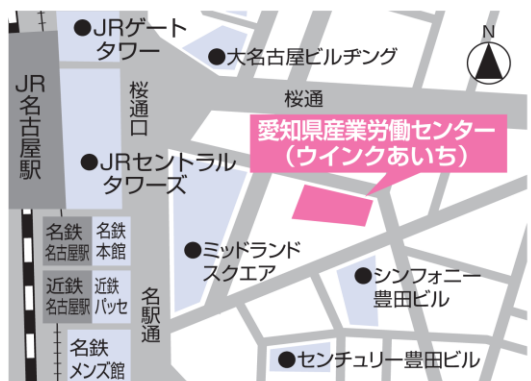 ●JRゲート
タワー
●大名古屋ビルヂング
N
JR
名古屋駅
桜通口
桜通
愛知県産業労働センター
（ウインクあいち）
●JRセントラル
タワーズ
名鉄
名古屋駅
名鉄
本館
●ミッドランド
スクエア
近鉄
名古屋駅
近鉄
パッセ
名駅通
●シンフォニー
豊田ビル
名鉄
メンズ館
●センチュリー豊田ビル